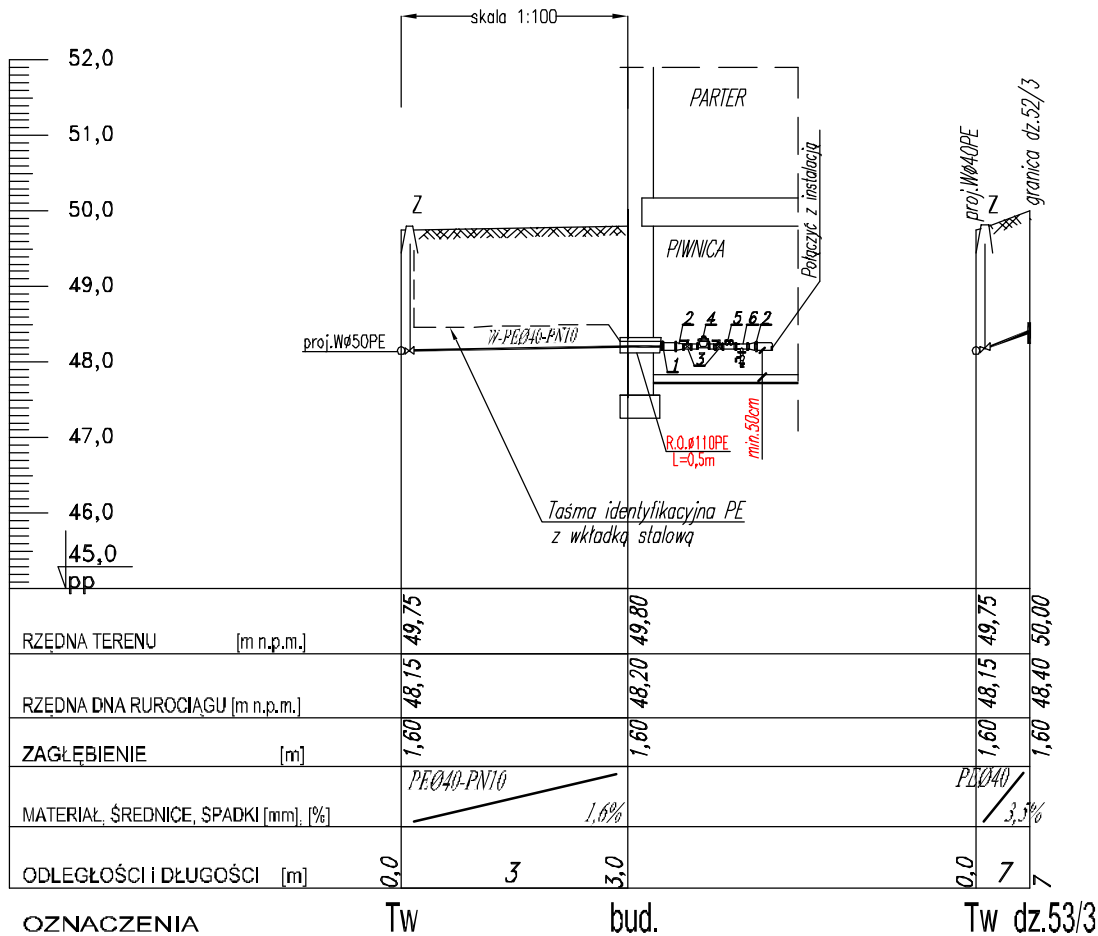 skala 1:100
52,0
51,0
50,0
49,0
48,0
47,0
46,0
45,0
pp
PARTER
PIWNICA
Połączyć z instalacją
proj.Wø40PE
granica dz.52/3
Z
Z
proj.Wø50PE
W-PEØ40-PN10
2 4 5 6 2
1 3
R.O.ø110PE
L=0,5m
min.50cm
Taśma identyfikacyjna PE
z wkładką stalową
RZĘDNA TERENU [m n.p.m.] 49,75 49,80 49,75 50,00
RZĘDNA DNA RUROCIĄGU [m n.p.m.] 48,15 48,20 48,15 48,40
ZAGŁĘBIENIE [m] 1,60 1,60 1,60 1,60
MATERIAŁ, ŚREDNICE, SPADKI [mm], [%] PEØ40-PN10 1,6% PEØ40 3,5%
ODLEGŁOŚCI i DŁUGOŚCI [m] 0,0 3 3,0 0,0 7 7
OZNACZENIA Tw bud. Tw dz.53/3